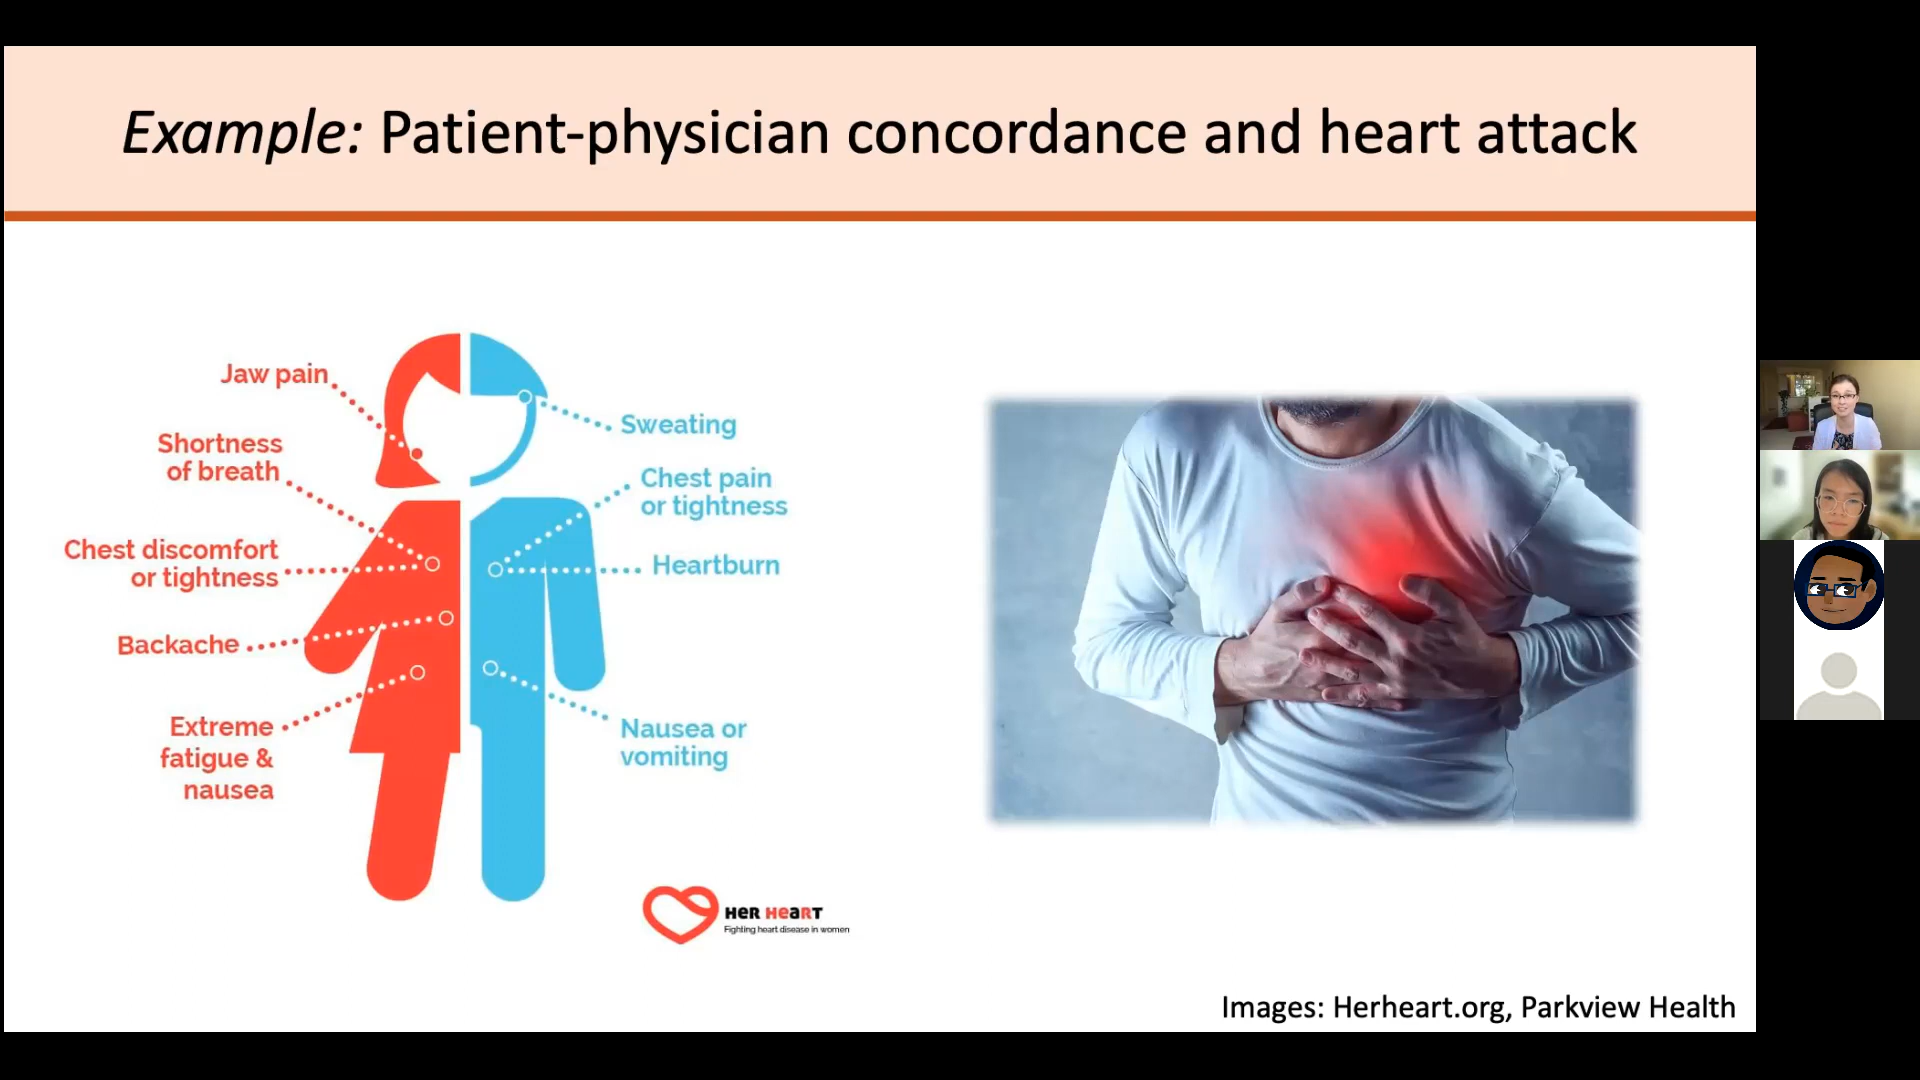 Example: Patient-physician concordance and heart attack
Jaw pain
Shortness
of breath
Chest discomfort
or tightness
Backache
Extreme
fatigue &
nausea
Sweating
Chest pain
or tightness
Heartburn
Nausea or
vomiting
HER HEART
Fighting heart disease in women
Images: Herheart.org, Parkview Health